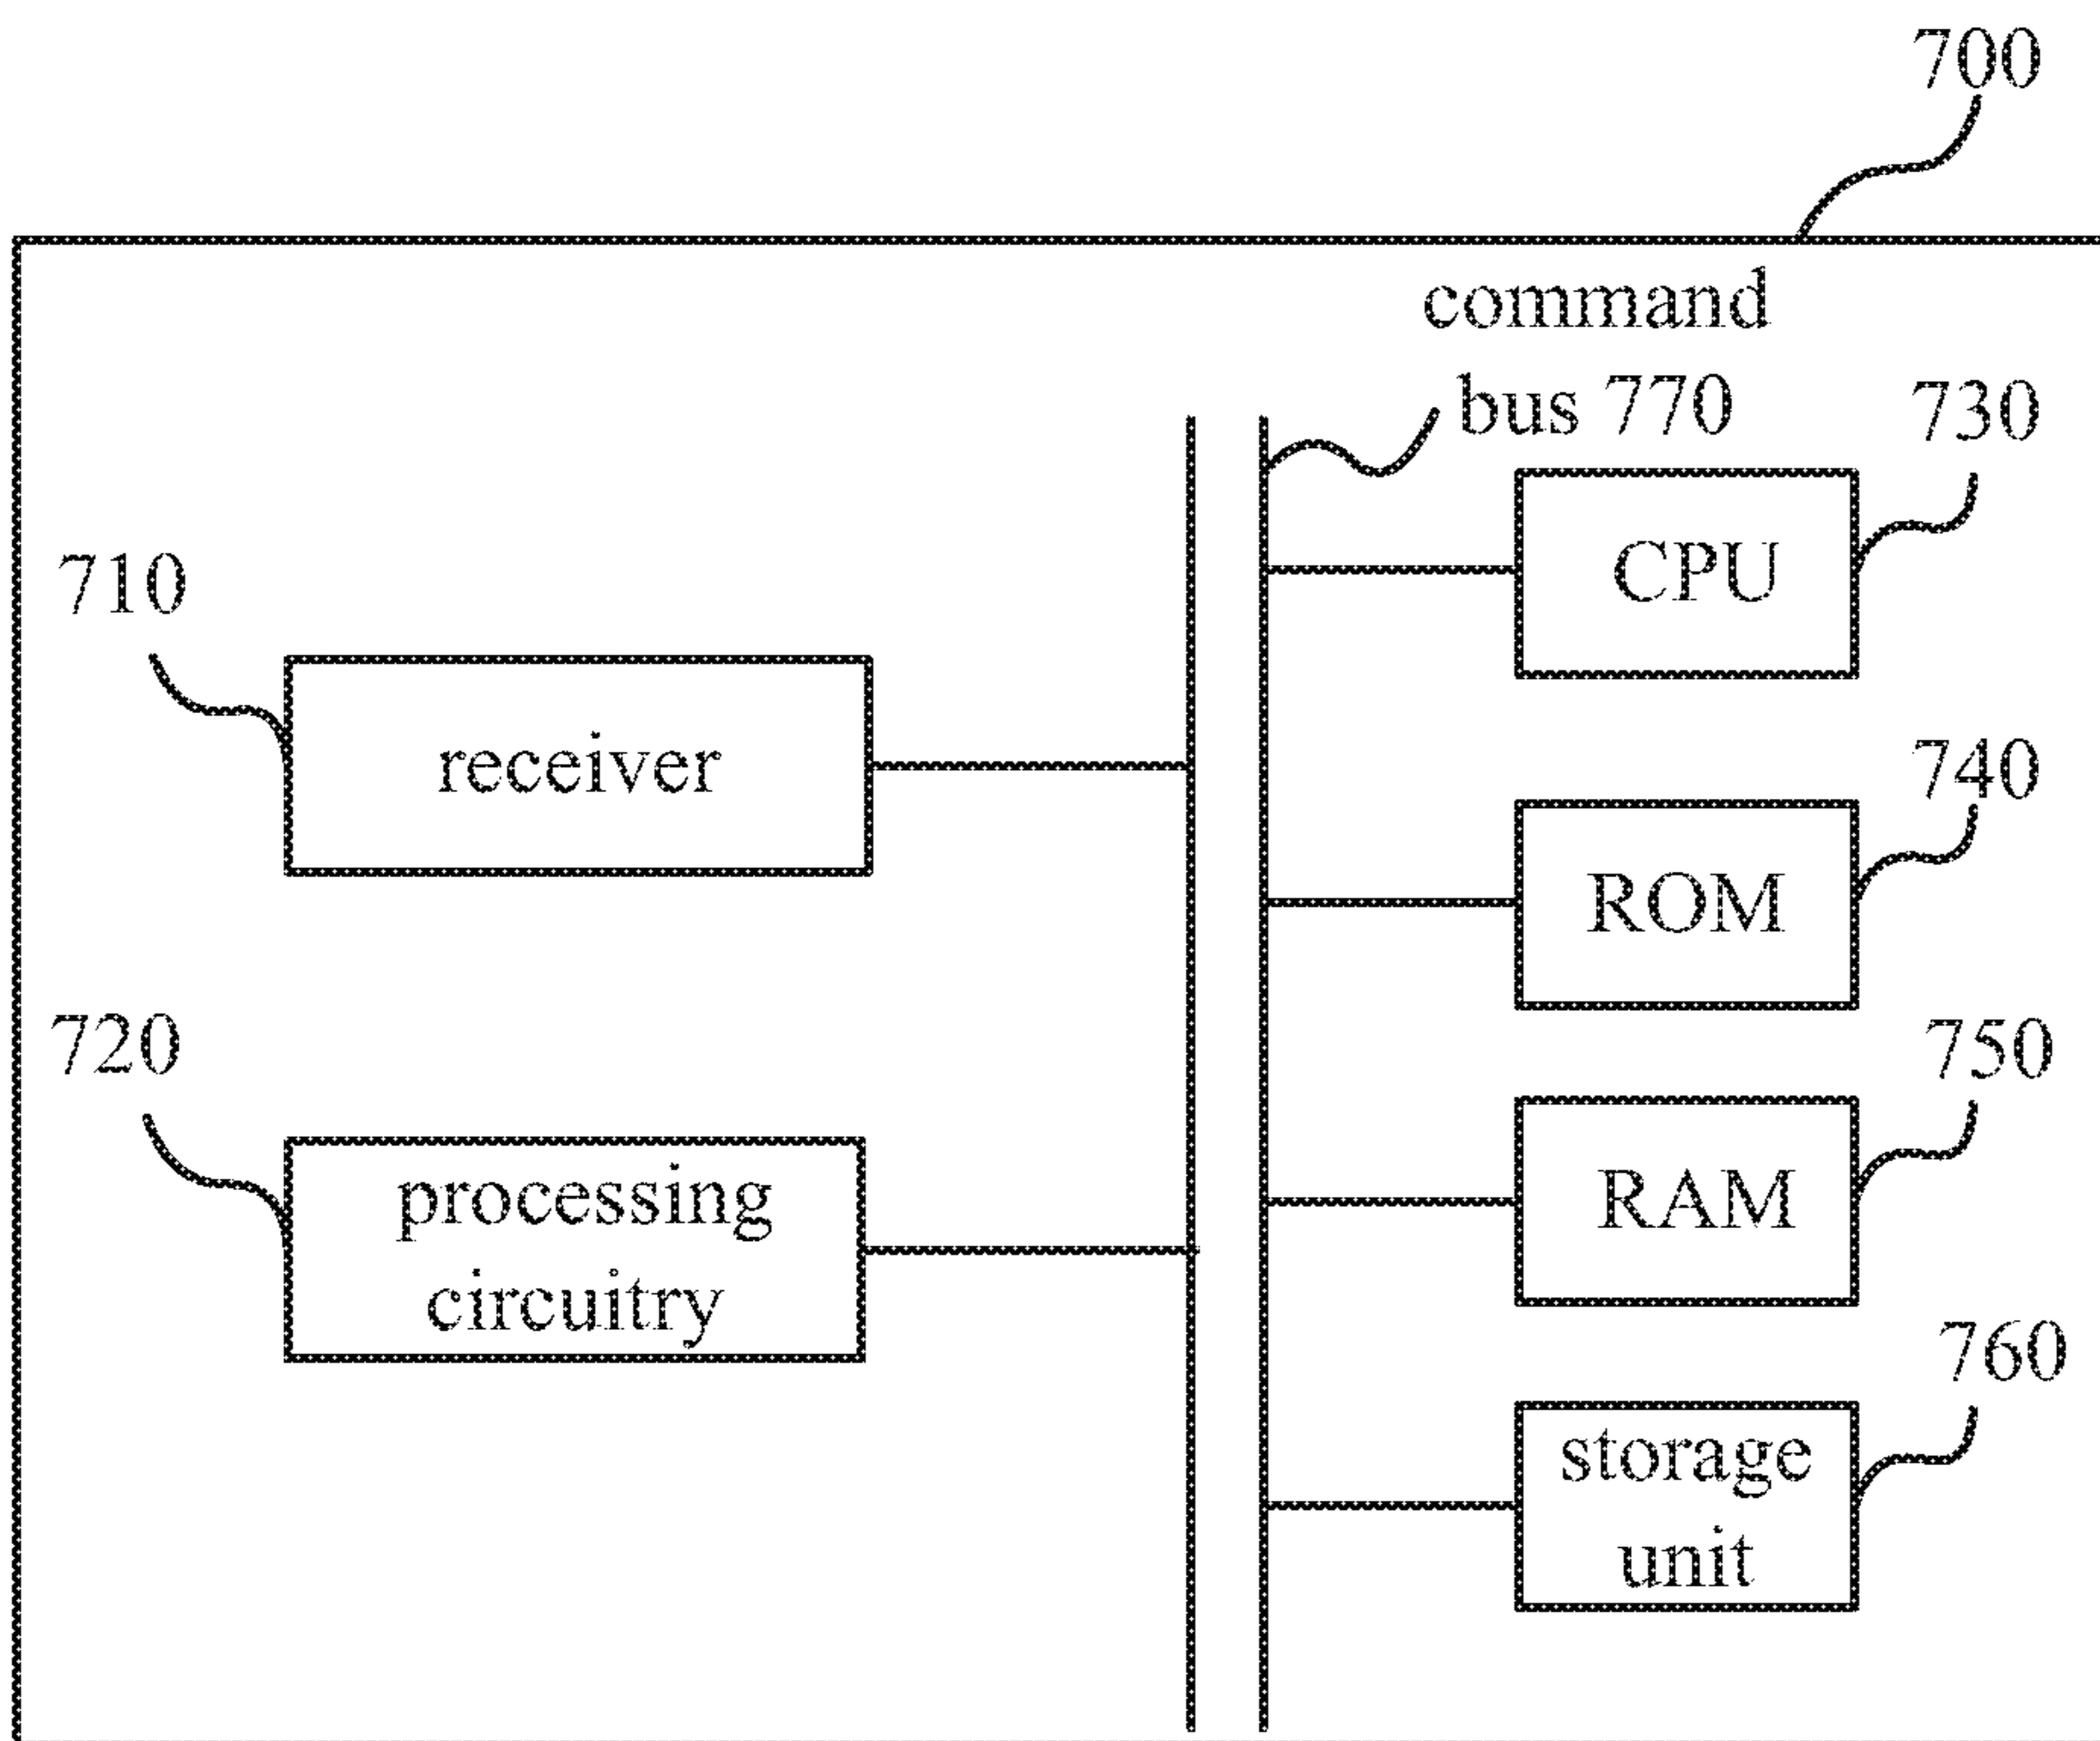 700
command
bus 770
730
CPU
710
receiver
740
ROM
720
processing
circuitry
750
RAM
760
storage
unit